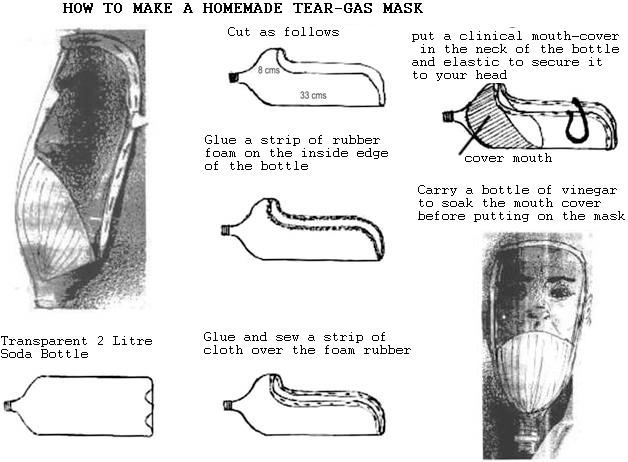 HOW TO MAKE A HOMEMADE TEAR-GAS MASK
Transparent 2 Litre
Soda Bottle
Cut as follows
8 cms
33 cms
Glue a strip of rubber
foam on the inside edge
of the bottle
Glue and sew a strip of
cloth over the foam rubber
put a clinical mouth-cover
in the neck of the bottle
and elastic to secure it
to your head
cover mouth
Carry a bottle of vinegar
to soak the mouth cover
before putting on the mask